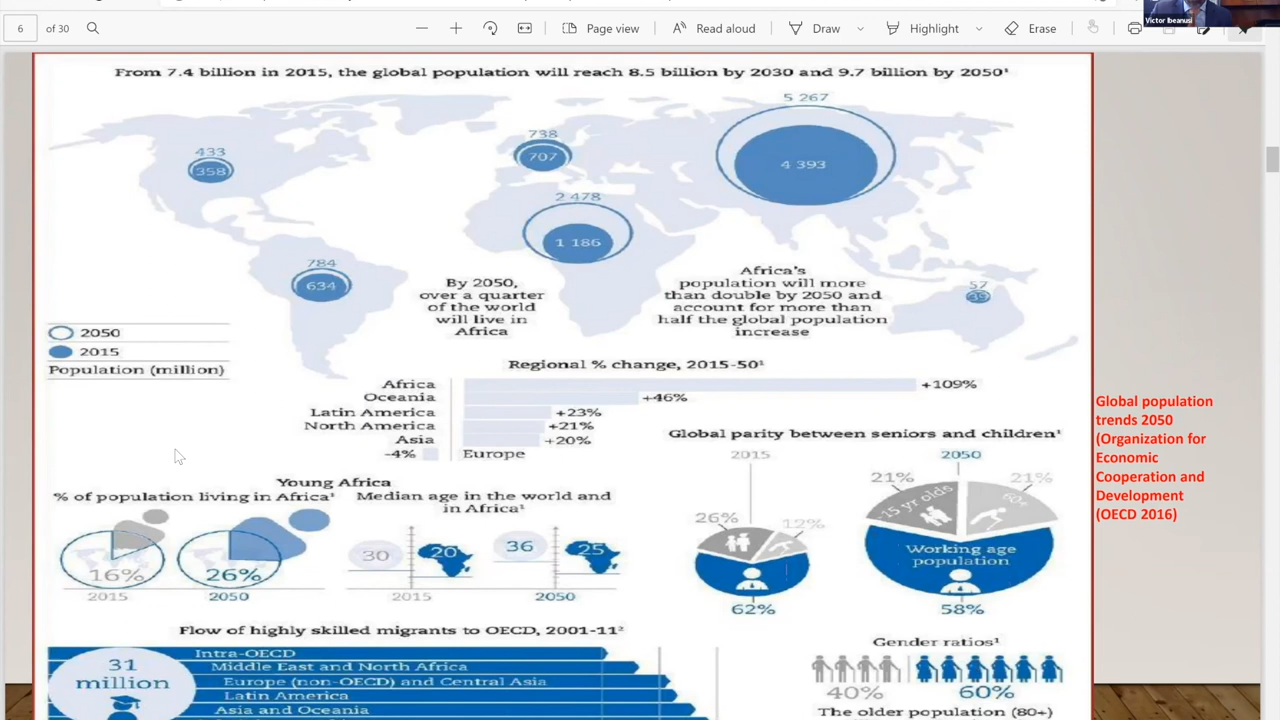 Victor Ibeanusi
6 of 30
Page view
Read aloud
Draw
Highlight
Erase
From 7.4 billion in 2015, the global population will reach 8.5 billion by 2030 and 9.7 billion by 2050¹
5 267
4 393
433
358
738
707
2 478
1 186
784
634
57
39
By 2050,
over a quarter
of the world
will live in
Africa
Africa's
population will more
than double by 2050 and
account for more than
half the global population
increase
2050
2015
Population (million)
Regional % change, 2015-50¹
Africa +109%
Oceania +46%
Latin America +23%
North America +21%
Asia +20%
-4% Europe
Global population
trends 2050
(Organization for
Economic
Cooperation and
Development
(OECD 2016)
Young Africa
% of population living in Africa¹
16%
2015
26%
2050
Median age in the world and
in Africa¹
30
20
2015
36
25
2050
Global parity between seniors and children¹
2015
26%
12%
62%
2050
21%
21%
-15 year olds
60+
Working age
population
58%
Flow of highly skilled migrants to OECD, 2001-11²
31
million
Intra-OECD
Middle East and North Africa
Europe (non-OECD) and Central Asia
Latin America
Asia and Oceania
Gender ratios¹
40%
60%
The older population (80+)